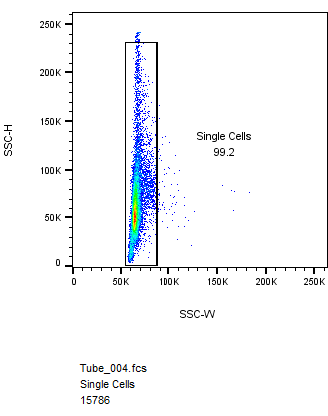 250K
200K
150K
100K
50K
0
SSC-H
Single Cells
99.2
0 50K 100K 150K 200K 250K
SSC-W
Tube_004.fcs
Single Cells
15786